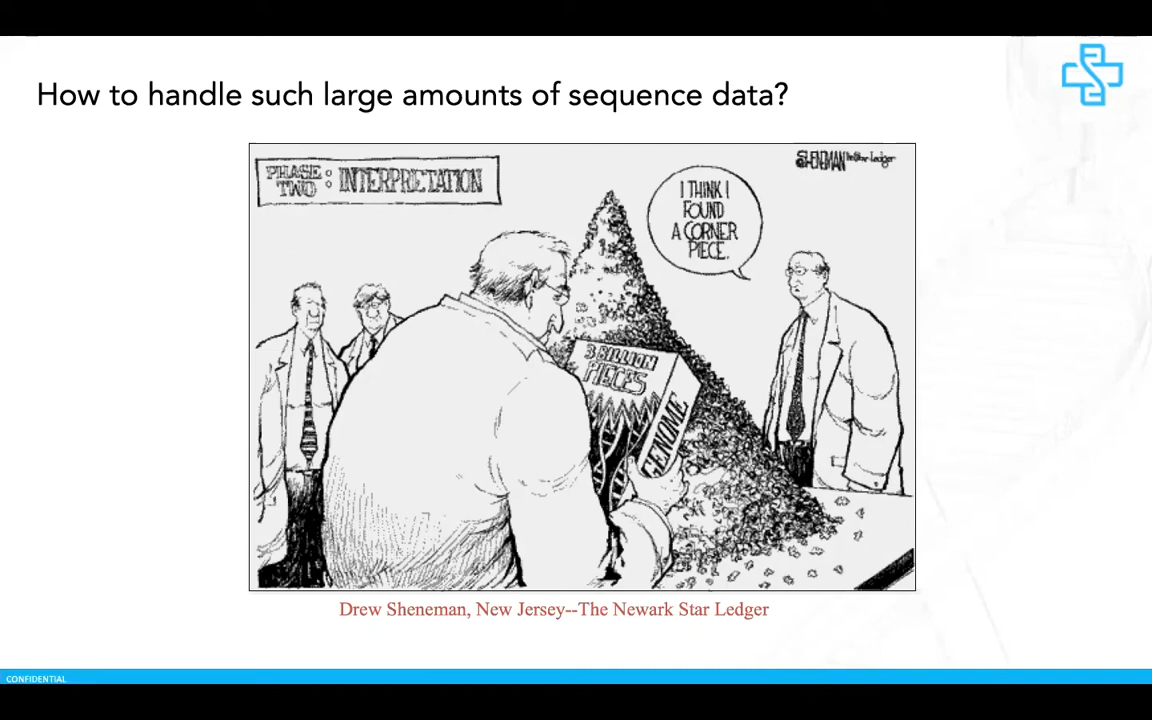 How to handle such large amounts of sequence data?
PHASE TWO : INTERPRETATION
SHENEMAN The Star-Ledger
I THINK I
FOUND
A CORNER
PIECE.
3 BILLION
PIECES
GENOME
Drew Sheneman, New Jersey--The Newark Star Ledger
CONFIDENTIAL